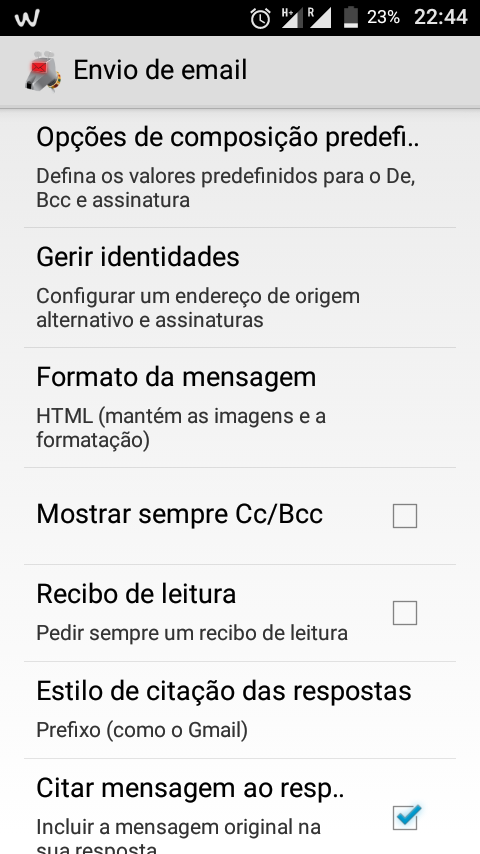 H+ R 23% 22:44
Envio de email
Opções de composição predefi..
Defina os valores predefinidos para o De,
Bcc e assinatura
Gerir identidades
Configurar um endereço de origem
alternativo e assinaturas
Formato da mensagem
HTML (mantém as imagens e a
formatação)
Mostrar sempre Cc/Bcc
Recibo de leitura
Pedir sempre um recibo de leitura
Estilo de citação das respostas
Prefixo (como o Gmail)
Citar mensagem ao resp..
Incluir a mensagem original na
sua resposta